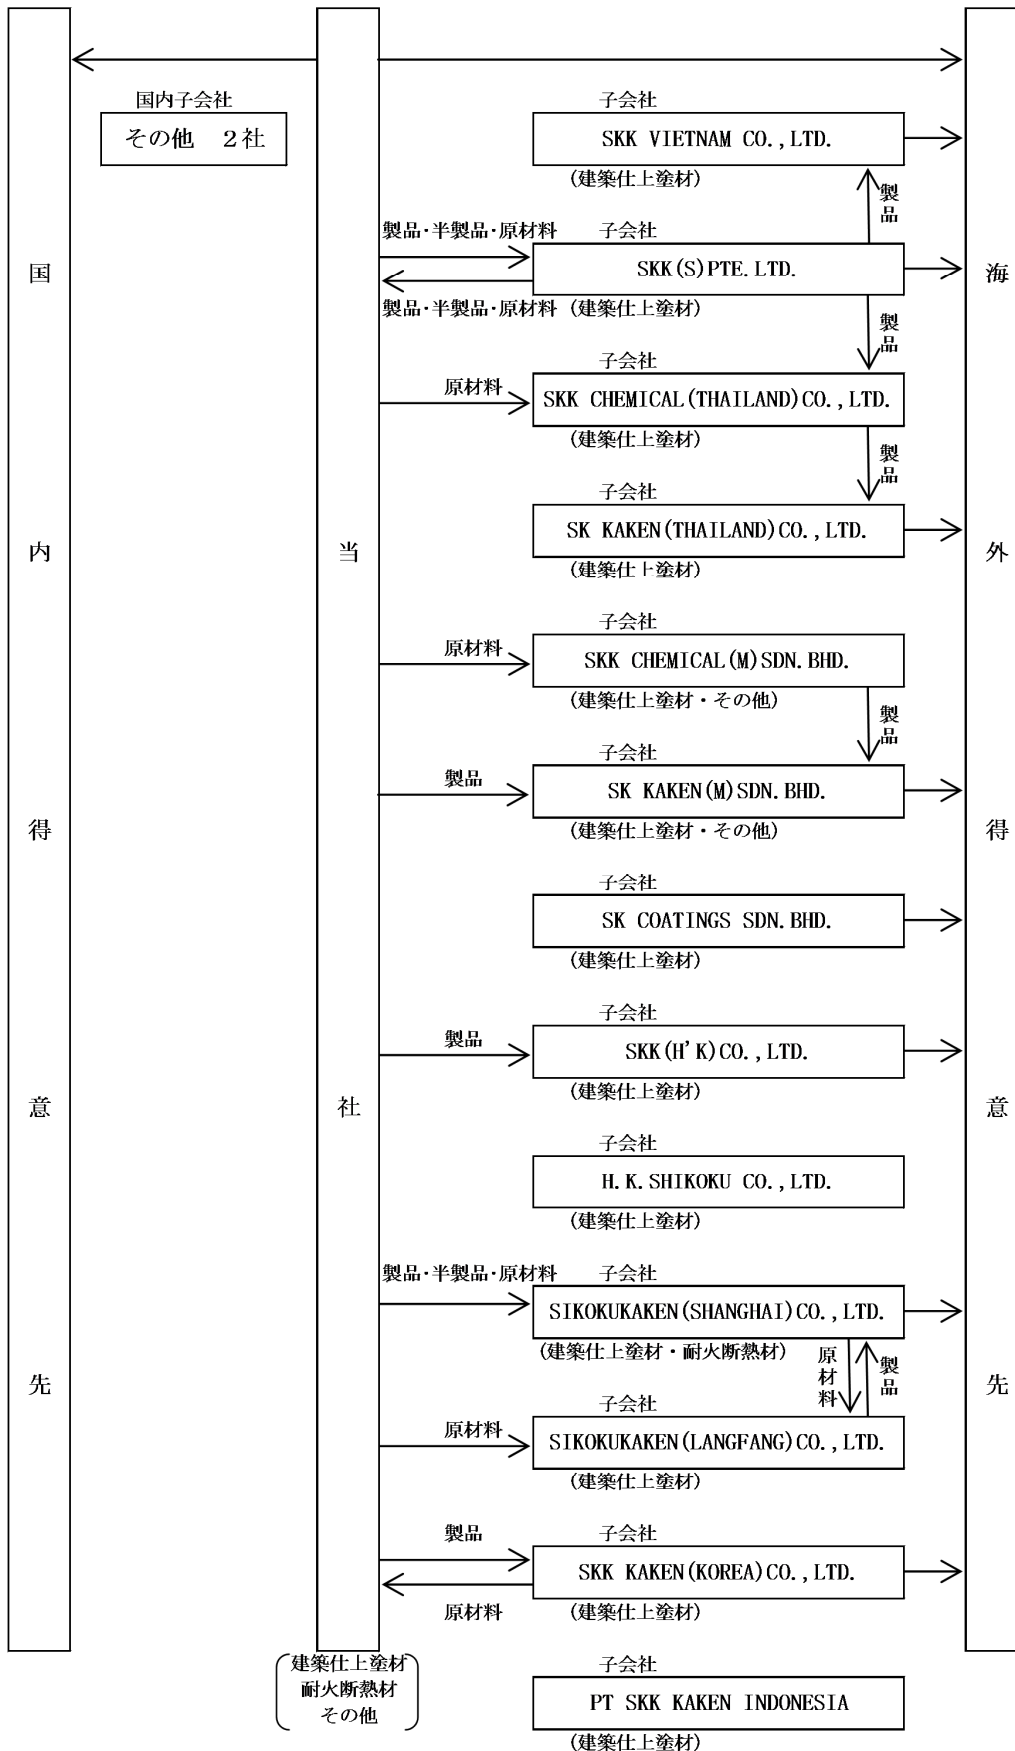 国内得意先
当社
海外得意先
国内子会社
その他 2社
子会社
SKK VIETNAM CO.,LTD.
(建築仕上塗材)
製品
製品・半製品・原材料
子会社
SKK(S)PTE.LTD.
製品・半製品・原材料
(建築仕上塗材)
製品
子会社
原材料
SKK CHEMICAL(THAILAND)CO.,LTD.
(建築仕上塗材)
製品
子会社
SK KAKEN(THAILAND)CO.,LTD.
(建築仕上塗材)
子会社
原材料
SKK CHEMICAL(M)SDN.BHD.
(建築仕上塗材・その他)
製品
子会社
製品
SK KAKEN(M)SDN.BHD.
(建築仕上塗材・その他)
子会社
SK COATINGS SDN.BHD.
(建築仕上塗材)
子会社
製品
SKK(H'K)CO.,LTD.
(建築仕上塗材)
子会社
H.K.SHIKOKU CO.,LTD.
(建築仕上塗材)
製品・半製品・原材料
子会社
SIKOKUKAKEN(SHANGHAI)CO.,LTD.
(建築仕上塗材・耐火断熱材)
原材料
製品
子会社
原材料
SIKOKUKAKEN(LANGFANG)CO.,LTD.
(建築仕上塗材)
製品
子会社
SKK KAKEN(KOREA)CO.,LTD.
原材料
(建築仕上塗材)
建築仕上塗材
耐火断熱材
その他
子会社
PT SKK KAKEN INDONESIA
(建築仕上塗材)